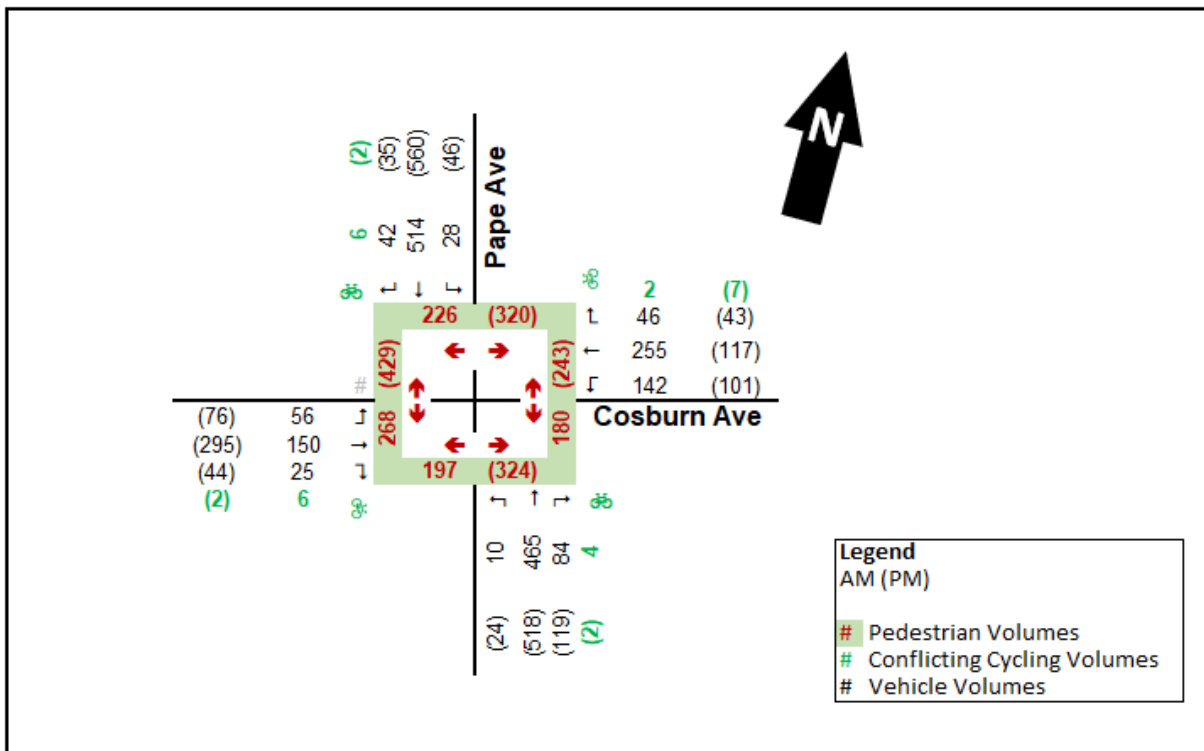 (2) (35) (560) (46)
6 42 514 28
Pape Ave
N
2 (7)
46 (43)
255 (117)
142 (101)
226 (320)
(429) 268
(243) 180
197 (324)
#
Cosburn Ave
(76) 56
(295) 150
(44) 25
(2) 6
10 465 84 4
(24) (518) (119) (2)
Legend
AM (PM)
# Pedestrian Volumes
# Conflicting Cycling Volumes
# Vehicle Volumes